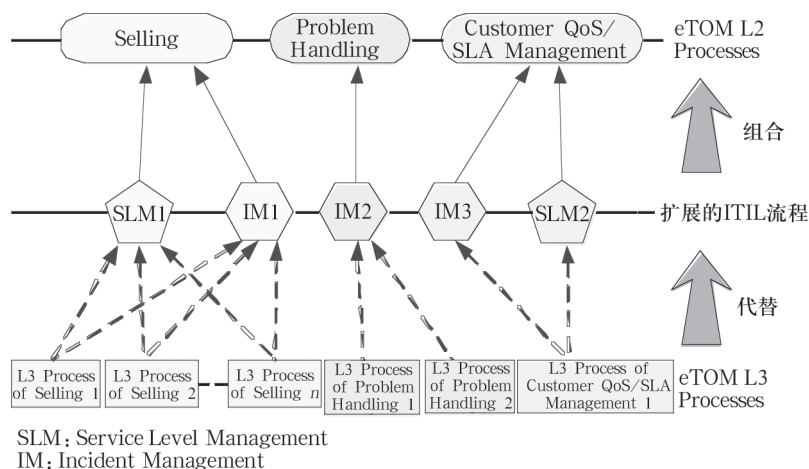 Selling
Problem
Handling
Customer QoS/
SLA Management
eTOM L2
Processes
组合
SLM1
IM1
IM2
IM3
SLM2
扩展的ITIL流程
代替
L3 Process
of Selling 1
L3 Process
of Selling 2
L3 Process
of Selling n
L3 Process
of Problem
Handling 1
L3 Process
of Problem
Handling 2
L3 Process of
Customer QoS/SLA
Management 1
eTOM L3
Processes
SLM：Service Level Management
IM：Incident Management